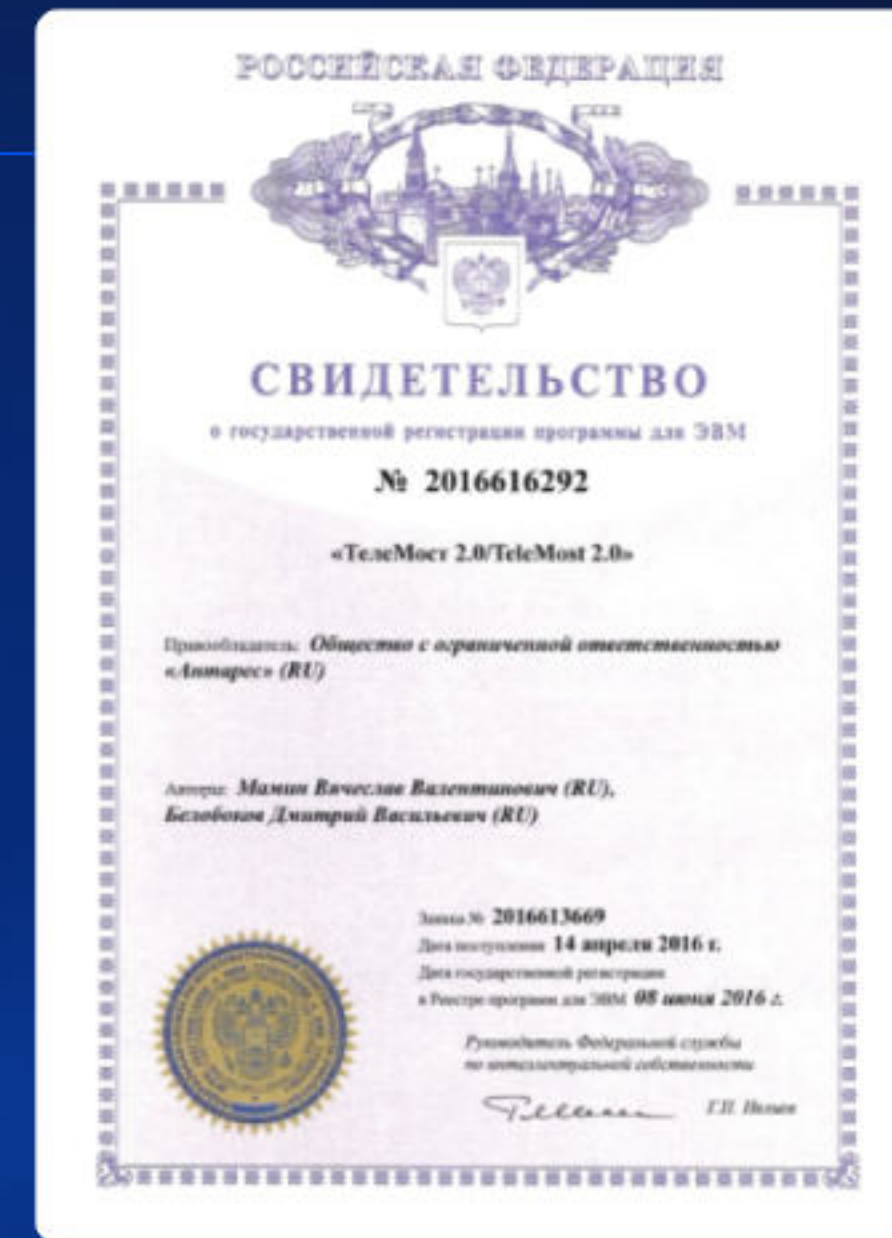 РОССИЙСКАЯ ФЕДЕРАЦИЯ
СВИДЕТЕЛЬСТВО
о государственной регистрации программы для ЭВМ
№ 2016616292
«ТелеМост 2.0/TeleMost 2.0»
Правообладатель: Общество с ограниченной ответственностью
«Антарес» (RU)
Авторы: Мамин Вячеслав Валентинович (RU),
Белобоков Дмитрий Васильевич (RU)
Заявка № 2016613669
Дата поступления 14 апреля 2016 г.
Дата государственной регистрации
в Реестре программ для ЭВМ 08 июня 2016 г.
Руководитель Федеральной службы
по интеллектуальной собственности
Г.П. Ивлиев